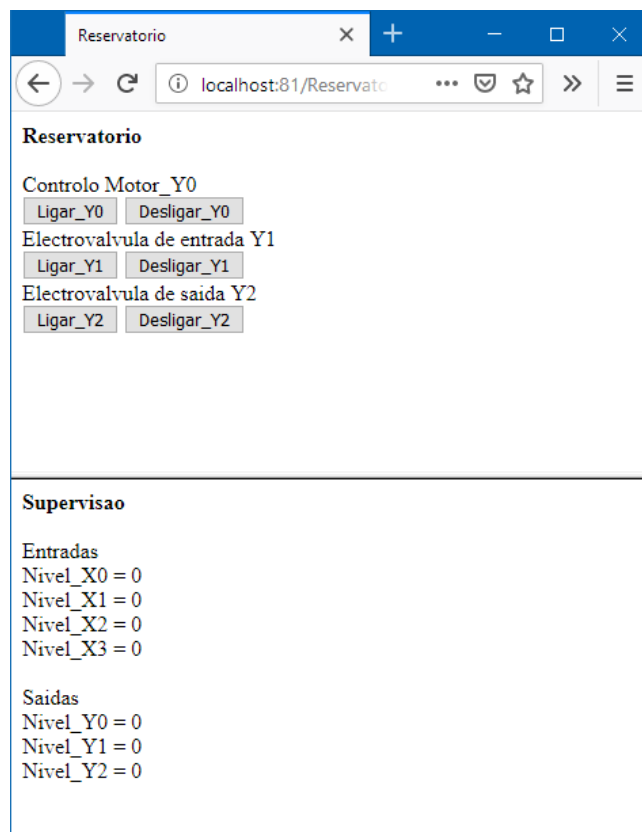 Reservatorio
localhost:81/Reservato
Reservatorio
Controlo Motor_Y0
Ligar_Y0 Desligar_Y0
Electrovalvula de entrada Y1
Ligar_Y1 Desligar_Y1
Electrovalvula de saida Y2
Ligar_Y2 Desligar_Y2
Supervisao
Entradas
Nivel_X0 = 0
Nivel_X1 = 0
Nivel_X2 = 0
Nivel_X3 = 0
Saidas
Nivel_Y0 = 0
Nivel_Y1 = 0
Nivel_Y2 = 0